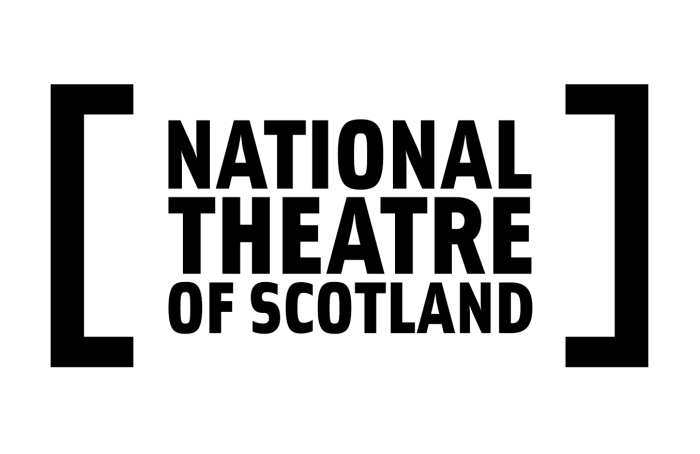 NATIONAL
THEATRE
OF SCOTLAND